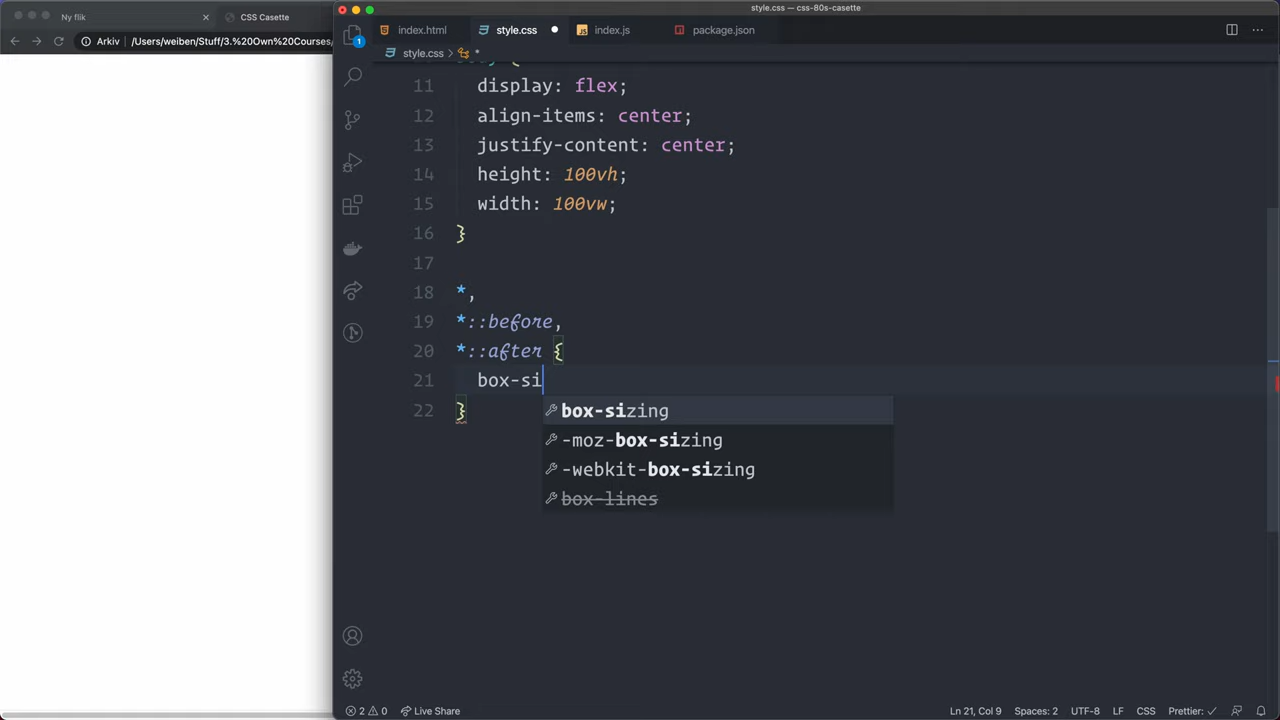 style.css — css-80s-casette
Ny flik
CSS Casette
Arkiv /Users/weiben/Stuff/3.%20Own%20Courses/
index.html
style.css
index.js
package.json
style.css > *
11 display: flex;
12 align-items: center;
13 justify-content: center;
14 height: 100vh;
15 width: 100vw;
16 }
17
18 *,
19 *::before,
20 *::after {
21 box-si
22 }
box-sizing
-moz-box-sizing
-webkit-box-sizing
box-lines
1
2 0 Live Share
Ln 21, Col 9 Spaces: 2 UTF-8 LF CSS Prettier: ✓